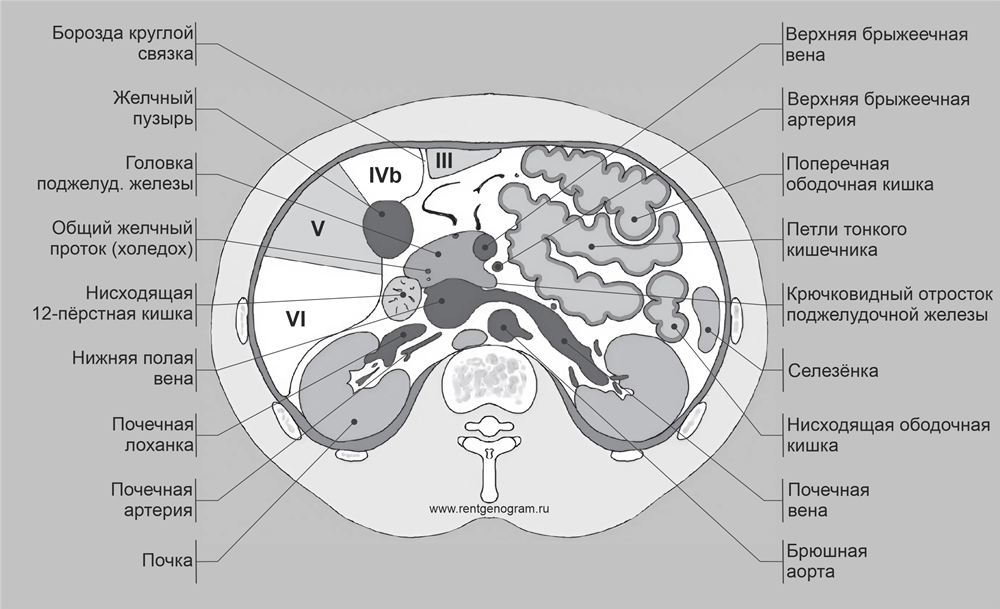 Борозда круглой
связка
Желчный
пузырь
Головка
поджелуд. железы
Общий желчный
проток (холедох)
Нисходящая
12-пёрстная кишка
Нижняя полая
вена
Почечная
лоханка
Почечная
артерия
Почка
III
IVb
V
VI
www.rentgenogram.ru
Верхняя брыжеечная
вена
Верхняя брыжеечная
артерия
Поперечная
ободочная кишка
Петли тонкого
кишечника
Крючковидный отросток
поджелудочной железы
Селезёнка
Нисходящая ободочная
кишка
Почечная
вена
Брюшная
аорта